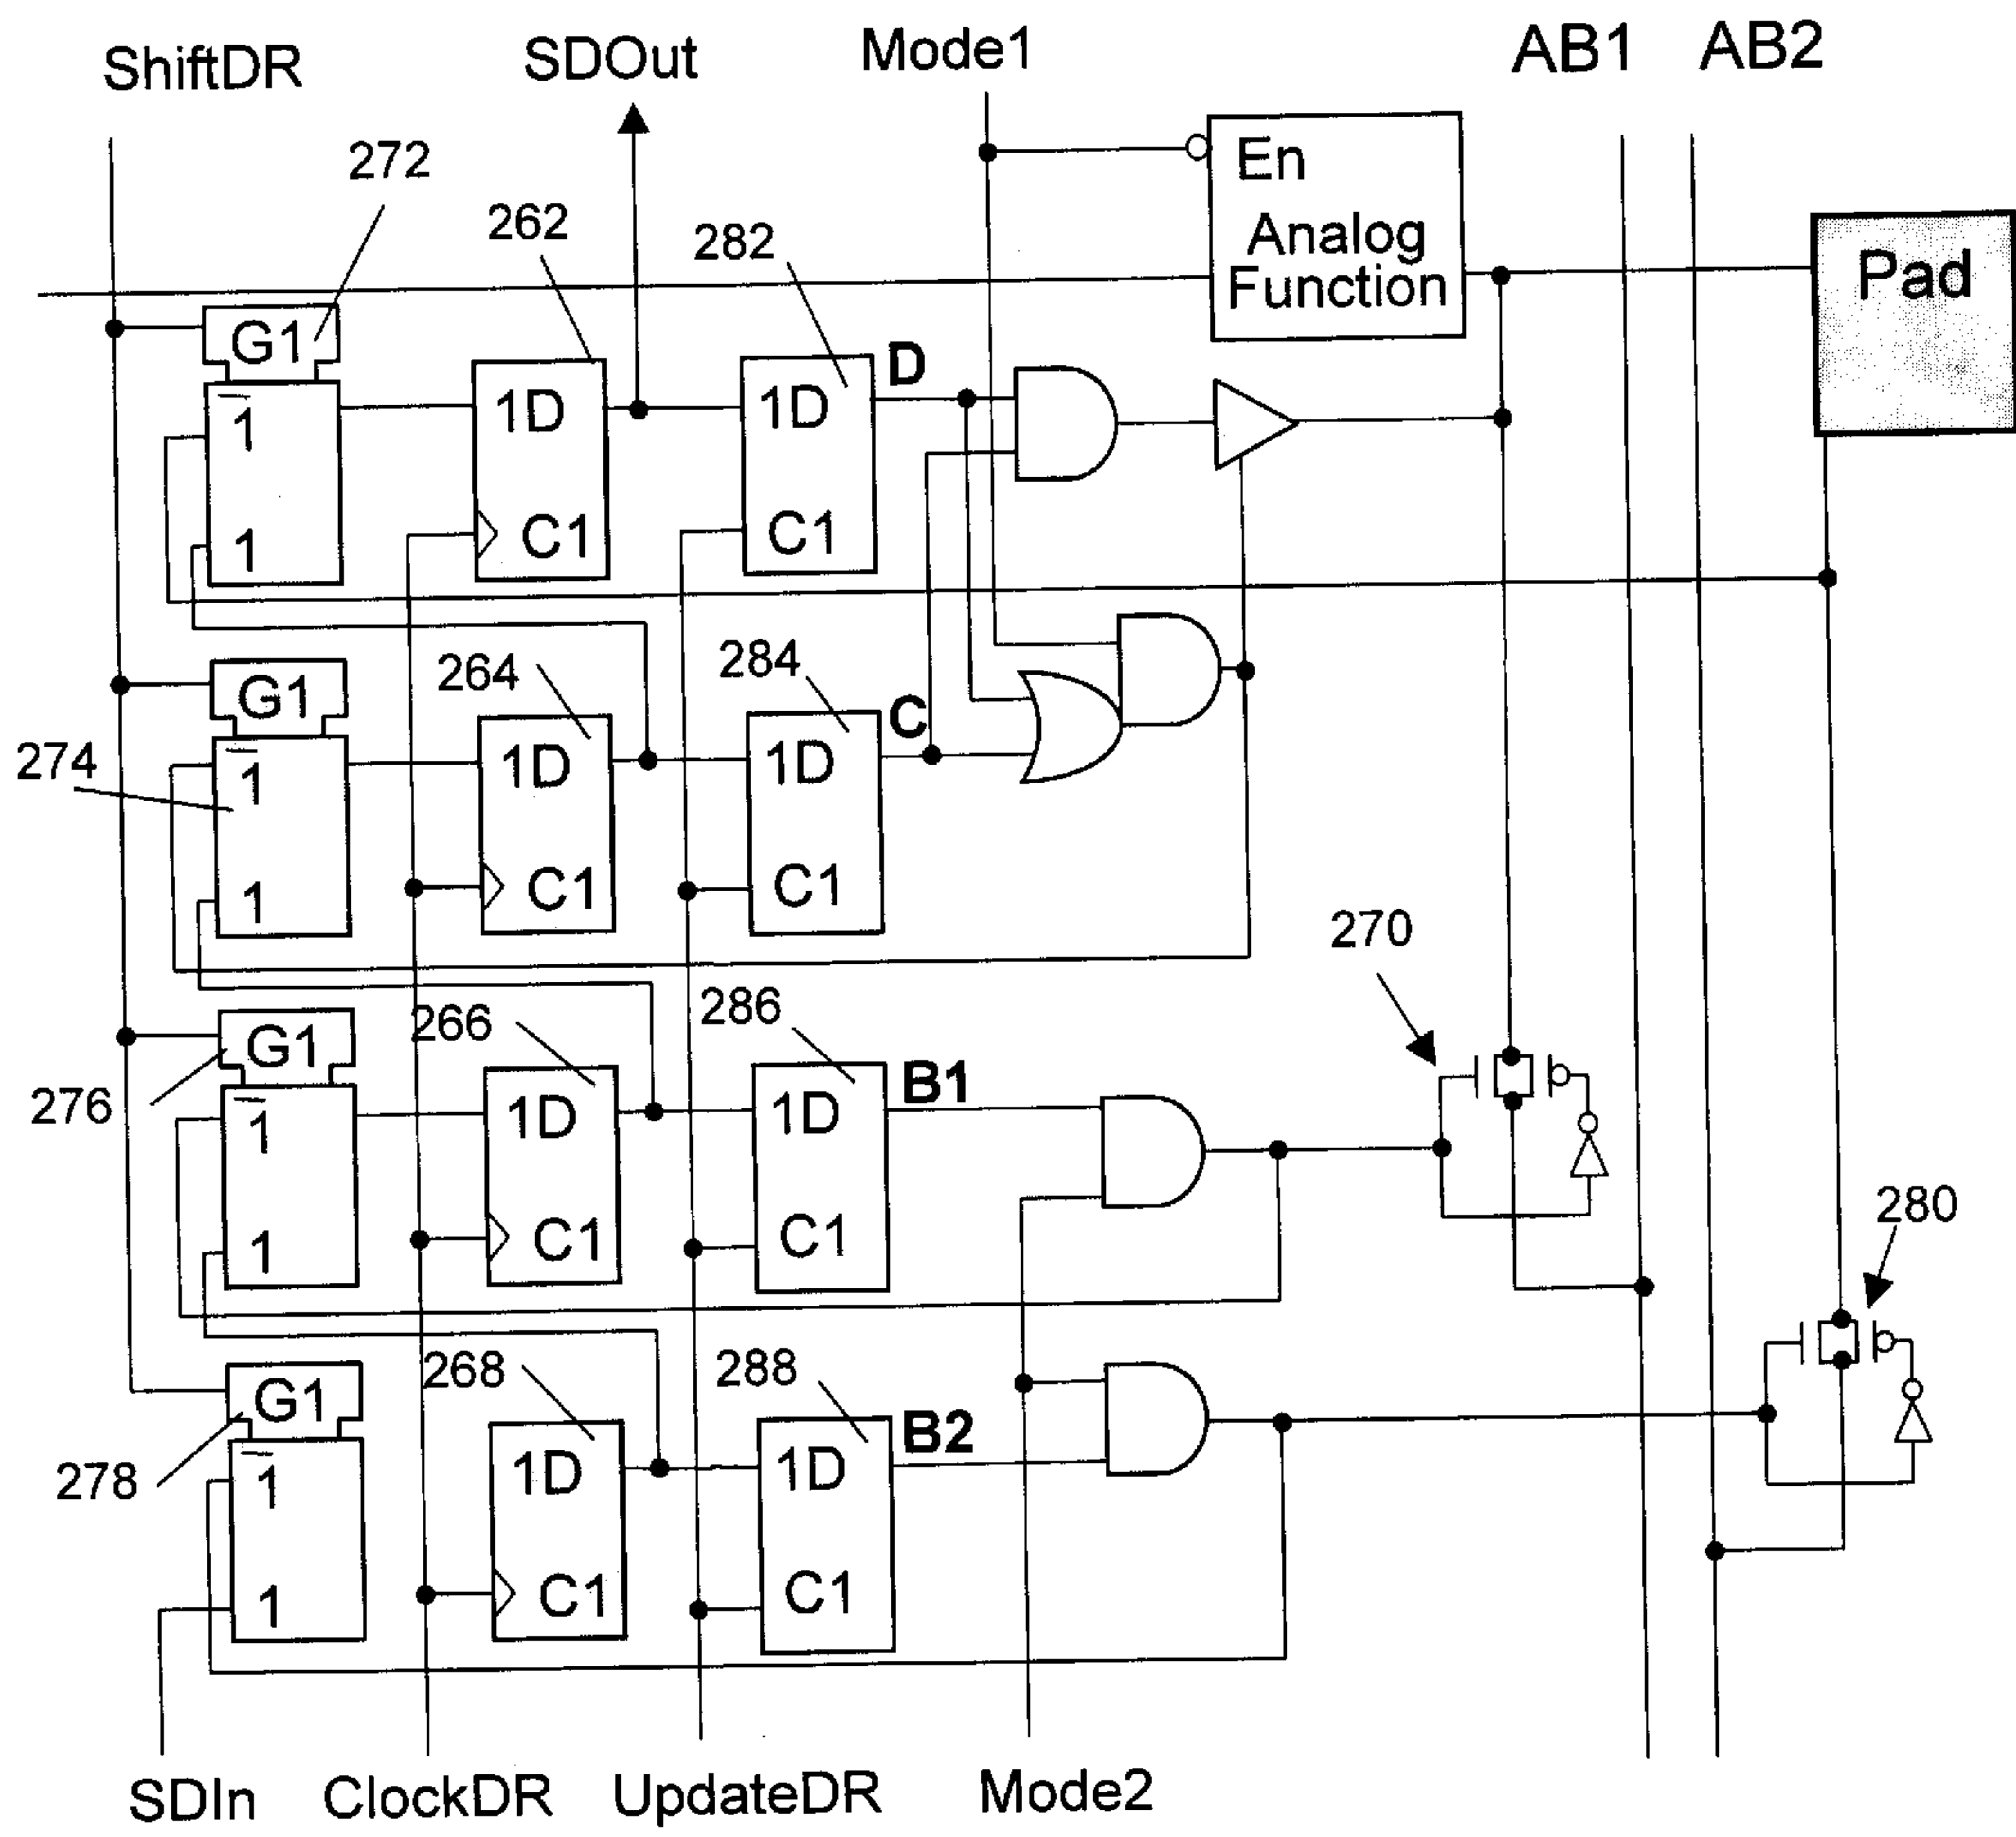 ShiftDR
SDOut
Mode1
AB1
AB2
272
262
282
En
Analog
Function
Pad
G1
1
1
1D
C1
1D
C1
D
G1
274
1
1
264
1D
C1
284
1D
C1
C
270
G1
276
1
1
266
1D
C1
286
1D
C1
B1
280
G1
278
1
1
268
1D
C1
288
1D
C1
B2
SDIn
ClockDR
UpdateDR
Mode2